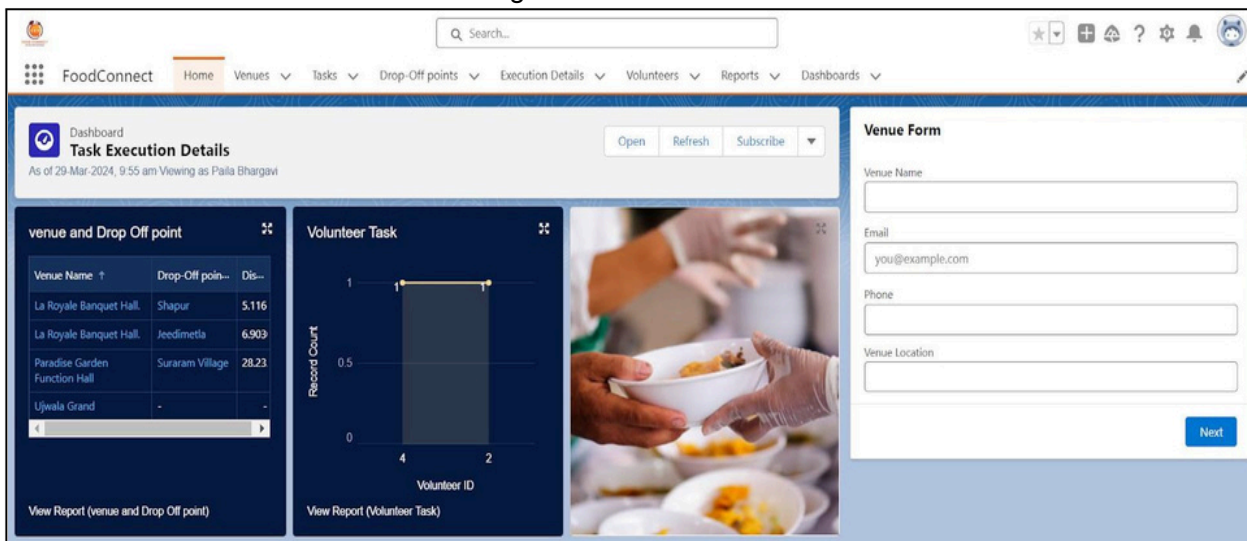 Search...
FoodConnect Home Venues Tasks Drop-Off points Execution Details Volunteers Reports Dashboards
Dashboard
Task Execution Details
As of 29-Mar-2024, 9:55 am Viewing as Paila Bhargavi
Open Refresh Subscribe
venue and Drop Off point
Venue Name ↑ Drop-Off poin... Dis...
La Royale Banquet Hall. Shapur 5.116
La Royale Banquet Hall. Jeedimetla 6.903
Paradise Garden Suraram Village 28.23
Function Hall
Ujwala Grand - -
View Report (venue and Drop Off point)
Volunteer Task
Record Count
1
0.5
0
1 1
4 2
Volunteer ID
View Report (Volunteer Task)
Venue Form
Venue Name
Email
you@example.com
Phone
Venue Location
Next